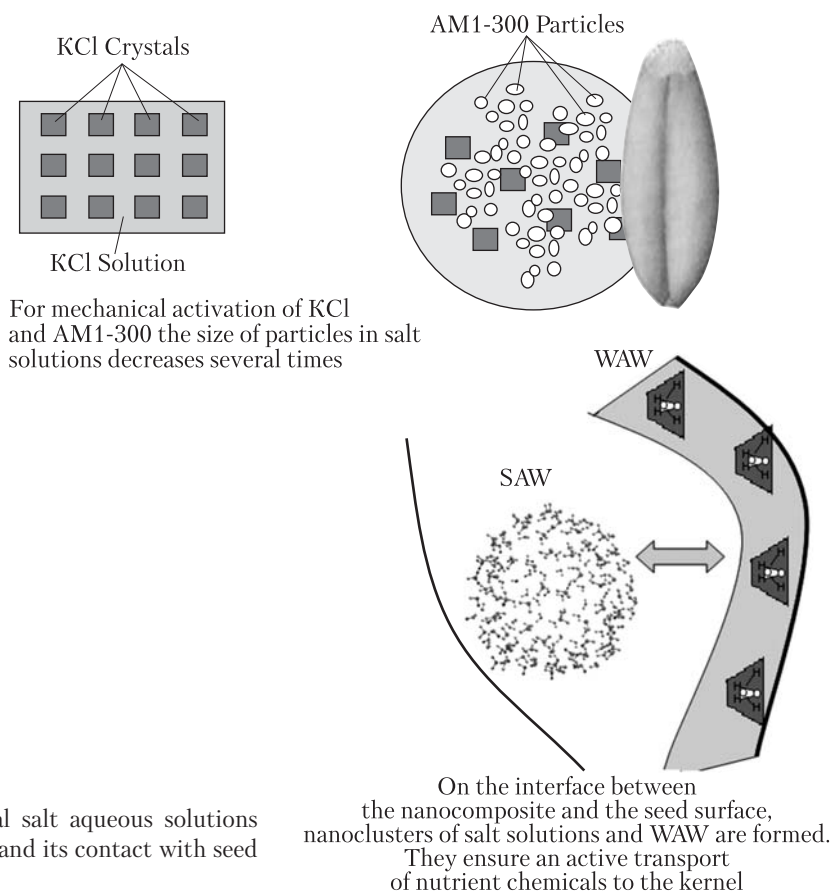 KCl Crystals
AM1-300 Particles
KCl Solution
For mechanical activation of KCl
and AM1-300 the size of particles in salt
solutions decreases several times
WAW
SAW
On the interface between
the nanocomposite and the seed surface,
nanoclusters of salt solutions and WAW are formed.
They ensure an active transport
of nutrient chemicals to the kernel
al salt aqueous solutions
and its contact with seed